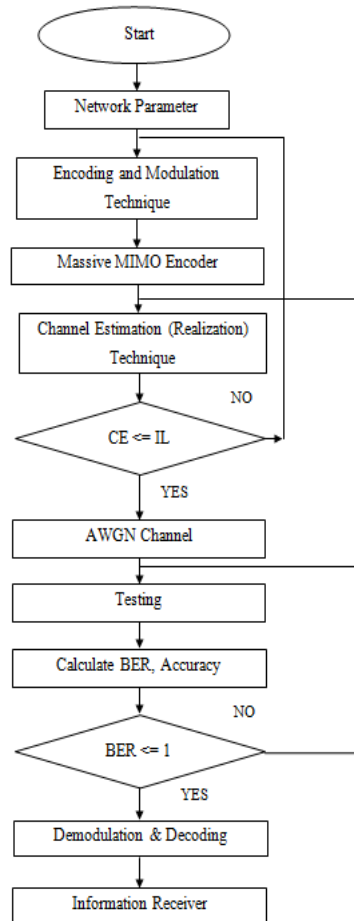 Start
Network Parameter
Encoding and Modulation
Technique
Massive MIMO Encoder
Channel Estimation (Realization)
Technique
NO
CE <= IL
YES
AWGN Channel
Testing
Calculate BER, Accuracy
NO
BER <= 1
YES
Demodulation & Decoding
Information Receiver